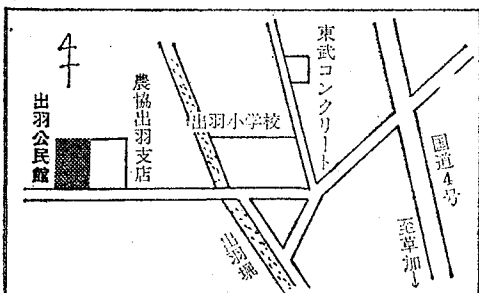 東武コンクリート
出羽小学校
農協出羽支店
出羽公民館
国道4号
至草加↓
出羽堀